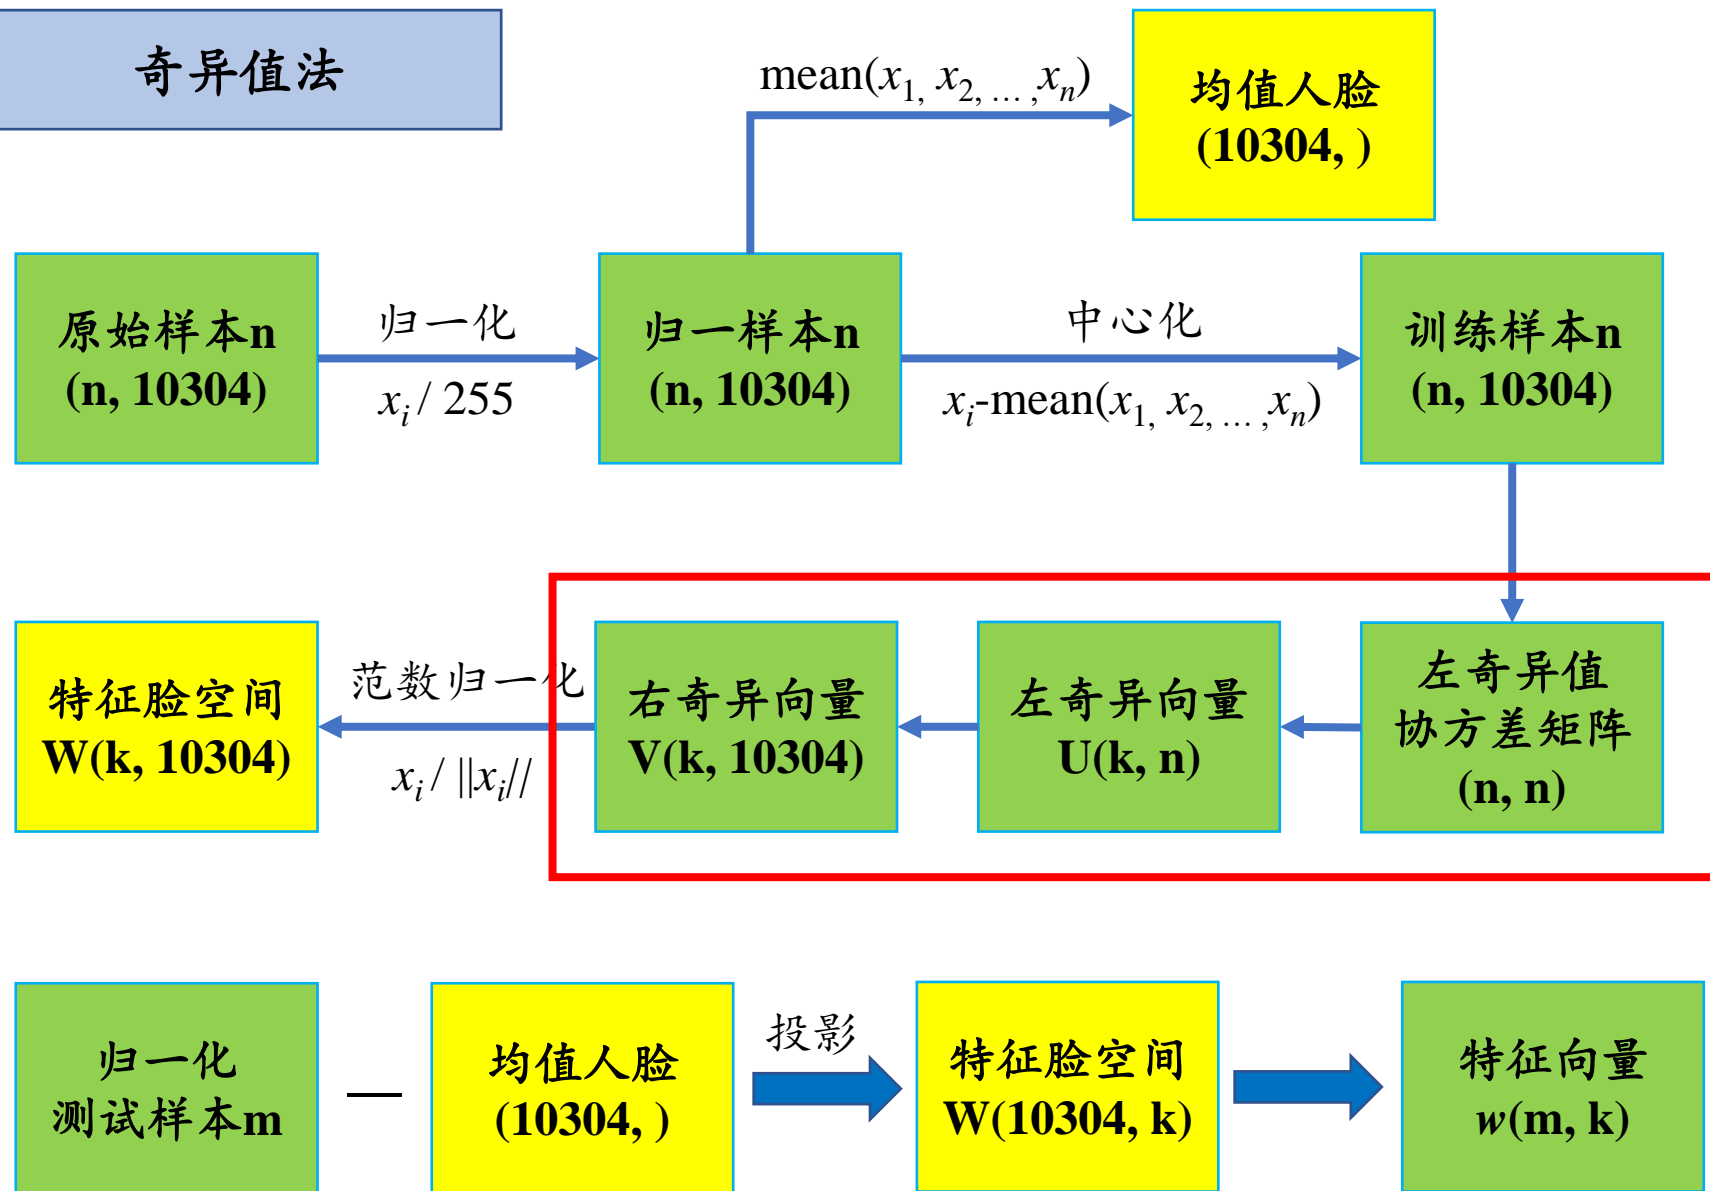 奇异值法
mean(x1, x2, … ,xn)
均值人脸
(10304, )
原始样本n
(n, 10304)
归一化
xi / 255
归一样本n
(n, 10304)
中心化
xi-mean(x1, x2, … ,xn)
训练样本n
(n, 10304)
特征脸空间
W(k, 10304)
范数归一化
xi / ||xi//
右奇异向量
V(k, 10304)
左奇异向量
U(k, n)
左奇异值
协方差矩阵
(n, n)
归一化
测试样本m
—
均值人脸
(10304, )
投影
特征脸空间
W(10304, k)
特征向量
w(m, k)